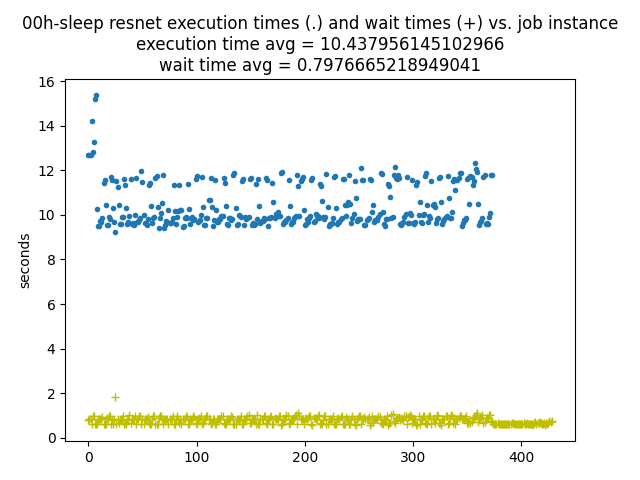 00h-sleep resnet execution times (.) and wait times (+) vs. job instance
execution time avg = 10.437956145102966
wait time avg = 0.7976665218949041
16
14
12
10
8
6
4
2
0
seconds
0 100 200 300 400